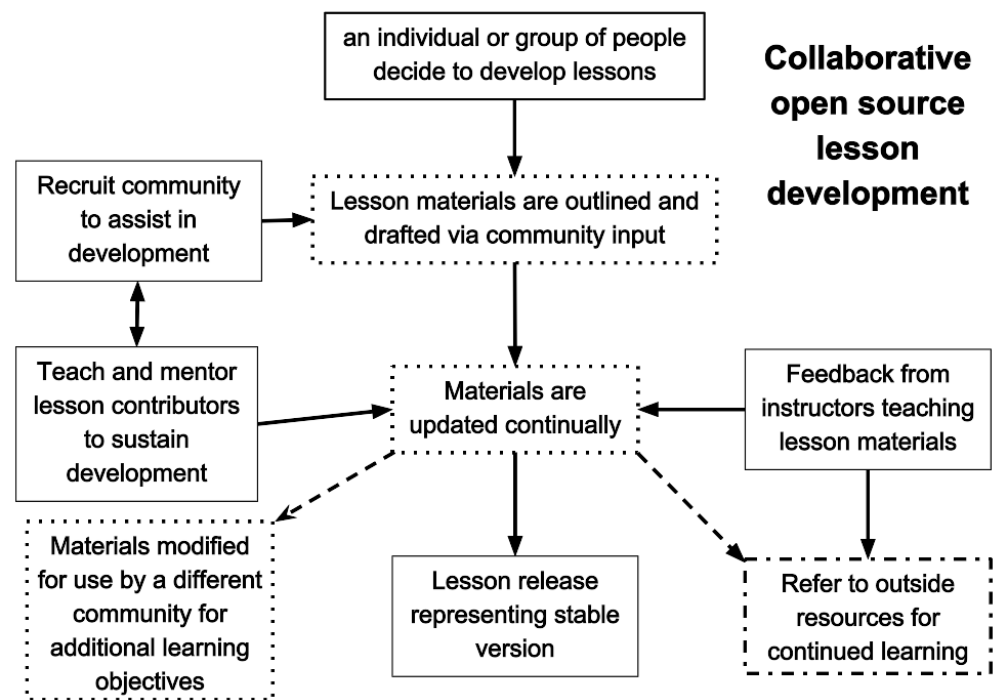 an individual or group of people
decide to develop lessons
Collaborative
open source
lesson
development
Recruit community
to assist in
development
Lesson materials are outlined and
drafted via community input
Teach and mentor
lesson contributors
to sustain
development
Materials are
updated continually
Feedback from
instructors teaching
lesson materials
Materials modified
for use by a different
community for
additional learning
objectives
Lesson release
representing stable
version
Refer to outside
resources for
continued learning